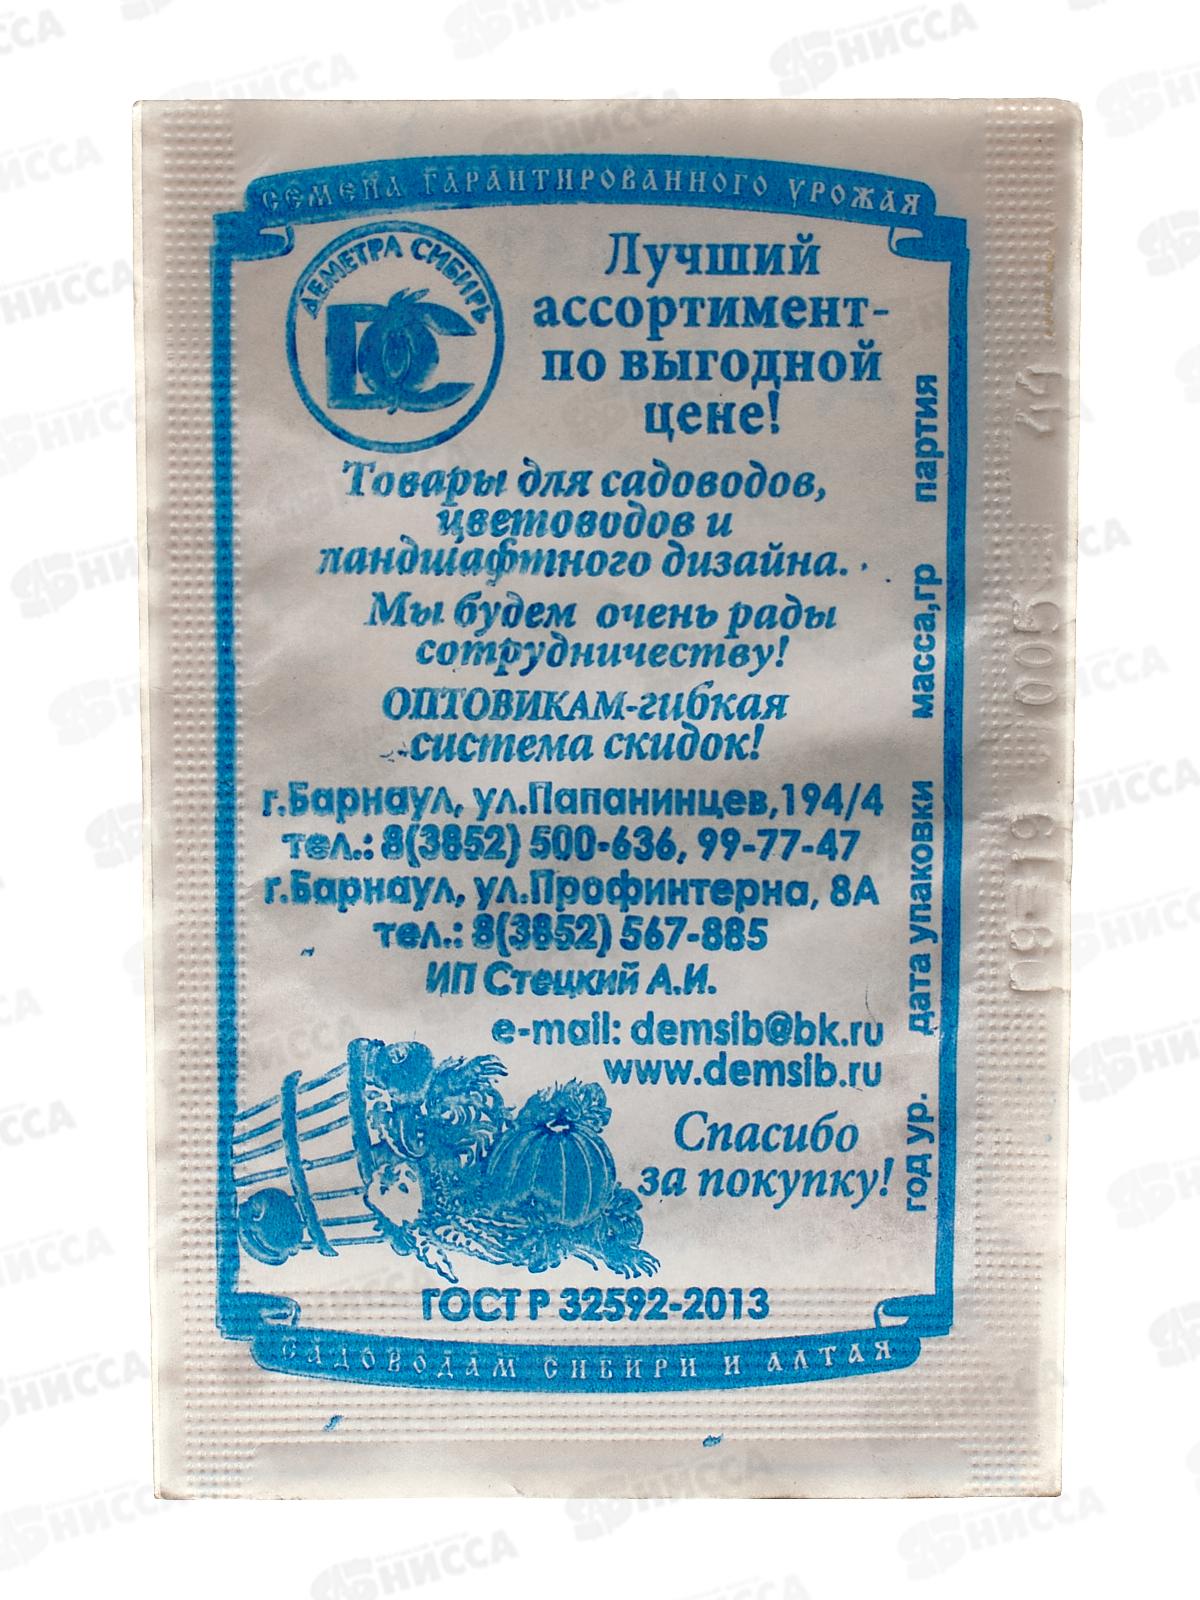 СЕМЕНА ГАРАНТИРОВАННОГО УРОЖАЯ
ДЕМЕТРА СИБИРЬ
DC
Лучший
ассортимент-
по выгодной
цене!
Товары для садоводов,
цветоводов и
ландшафтного дизайна.
Мы будем очень рады
сотрудничеству!
ОПТОВИКАМ-гибкая
система скидок!
г.Барнаул, ул.Папанинцев,194/4
тел.: 8(3852) 500-636, 99-77-47
г.Барнаул, ул.Профинтерна, 8А
тел.: 8(3852) 567-885
ИП Стецкий А.И.
e-mail: demsib@bk.ru
www.demsib.ru
Спасибо
за покупку!
ГОСТ Р 32592-2013
САДОВОДАМ СИБИРИ И АЛТАЯ
год ур. дата упаковки масса,гр партия
44
АБНИССА